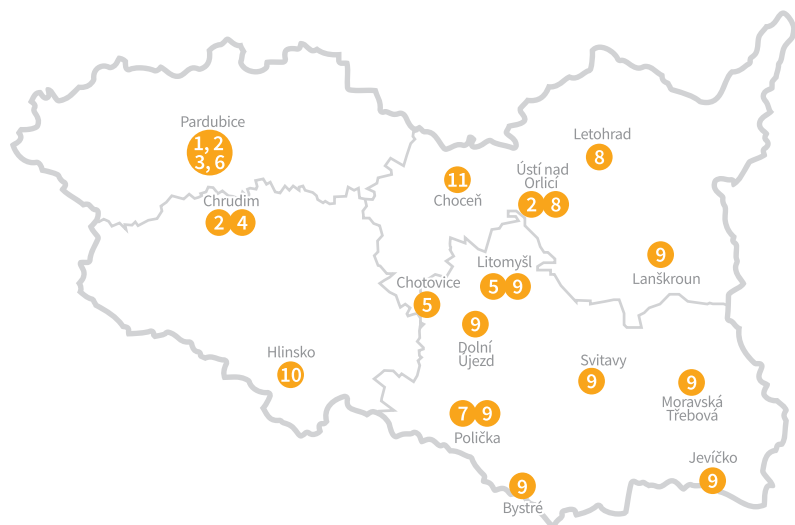 Pardubice
1, 2
3, 6
Chrudim
2 4
Hlinsko
10
11
Choceň
Letohrad
8
Ústí nad
Orlicí
2 8
9
Lanškroun
Litomyšl
5 9
Chotovice
5
9
Dolní
Újezd
Svitavy
9
9
Moravská
Třebová
7 9
Polička
Jevíčko
9
9
Bystré